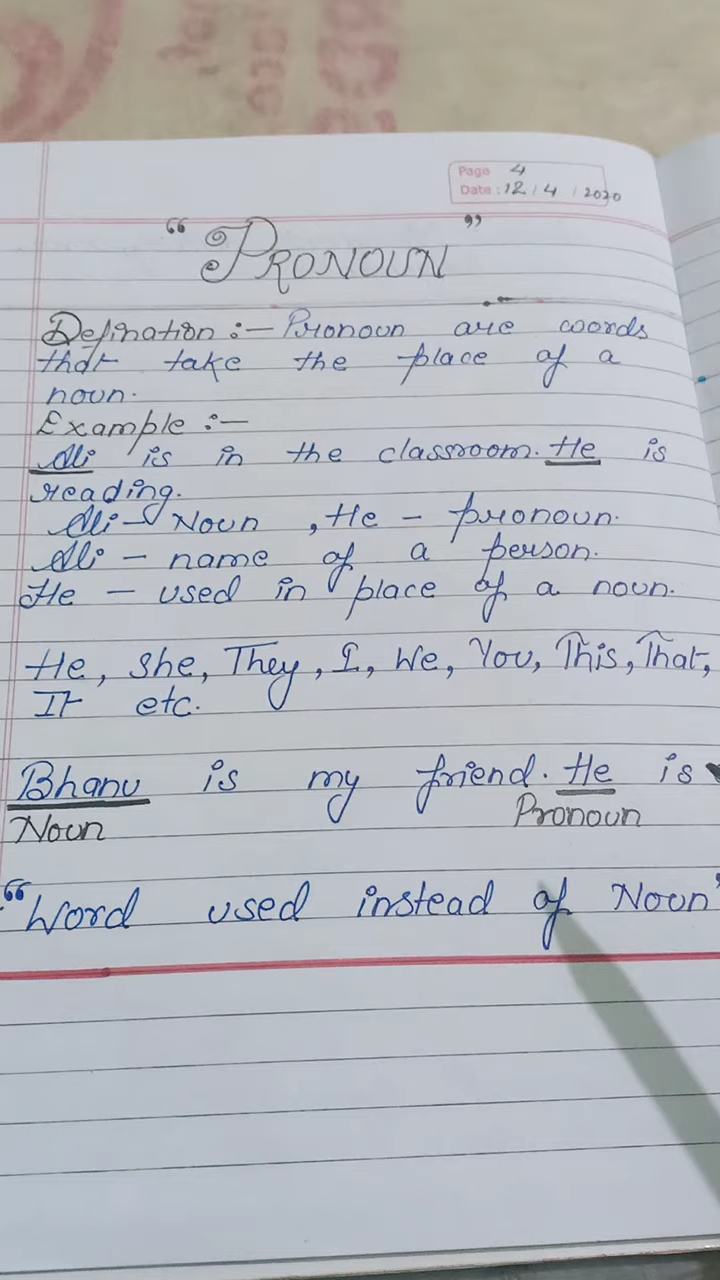 Page 4
Date : 12 / 4 / 2020
“PRONOUN”
Defination :— Pronoun are words
that take the place of a
noun.
Example :—
Ali is in the classroom. He is
reading.
Ali – Noun , He – pronoun.
Ali – name of a person.
He – used in place of a noun.
He, She, They, I, We, You, This, That,
It etc.
Bhanu is my friend. He is
Noun Pronoun
“Word used instead of Noun”